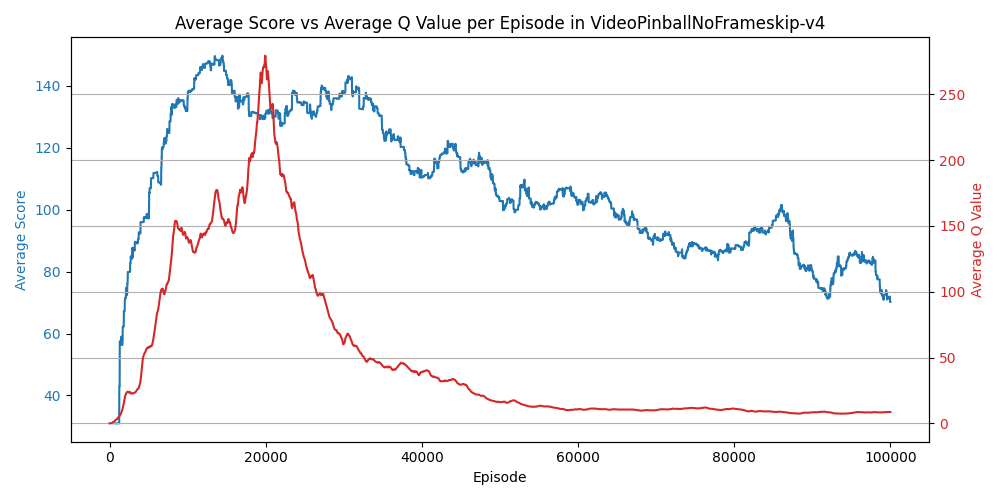 Average Score vs Average Q Value per Episode in VideoPinballNoFrameskip-v4
140
120
100
80
60
40
Average Score
250
200
150
100
50
0
Average Q Value
0 20000 40000 60000 80000 100000
Episode